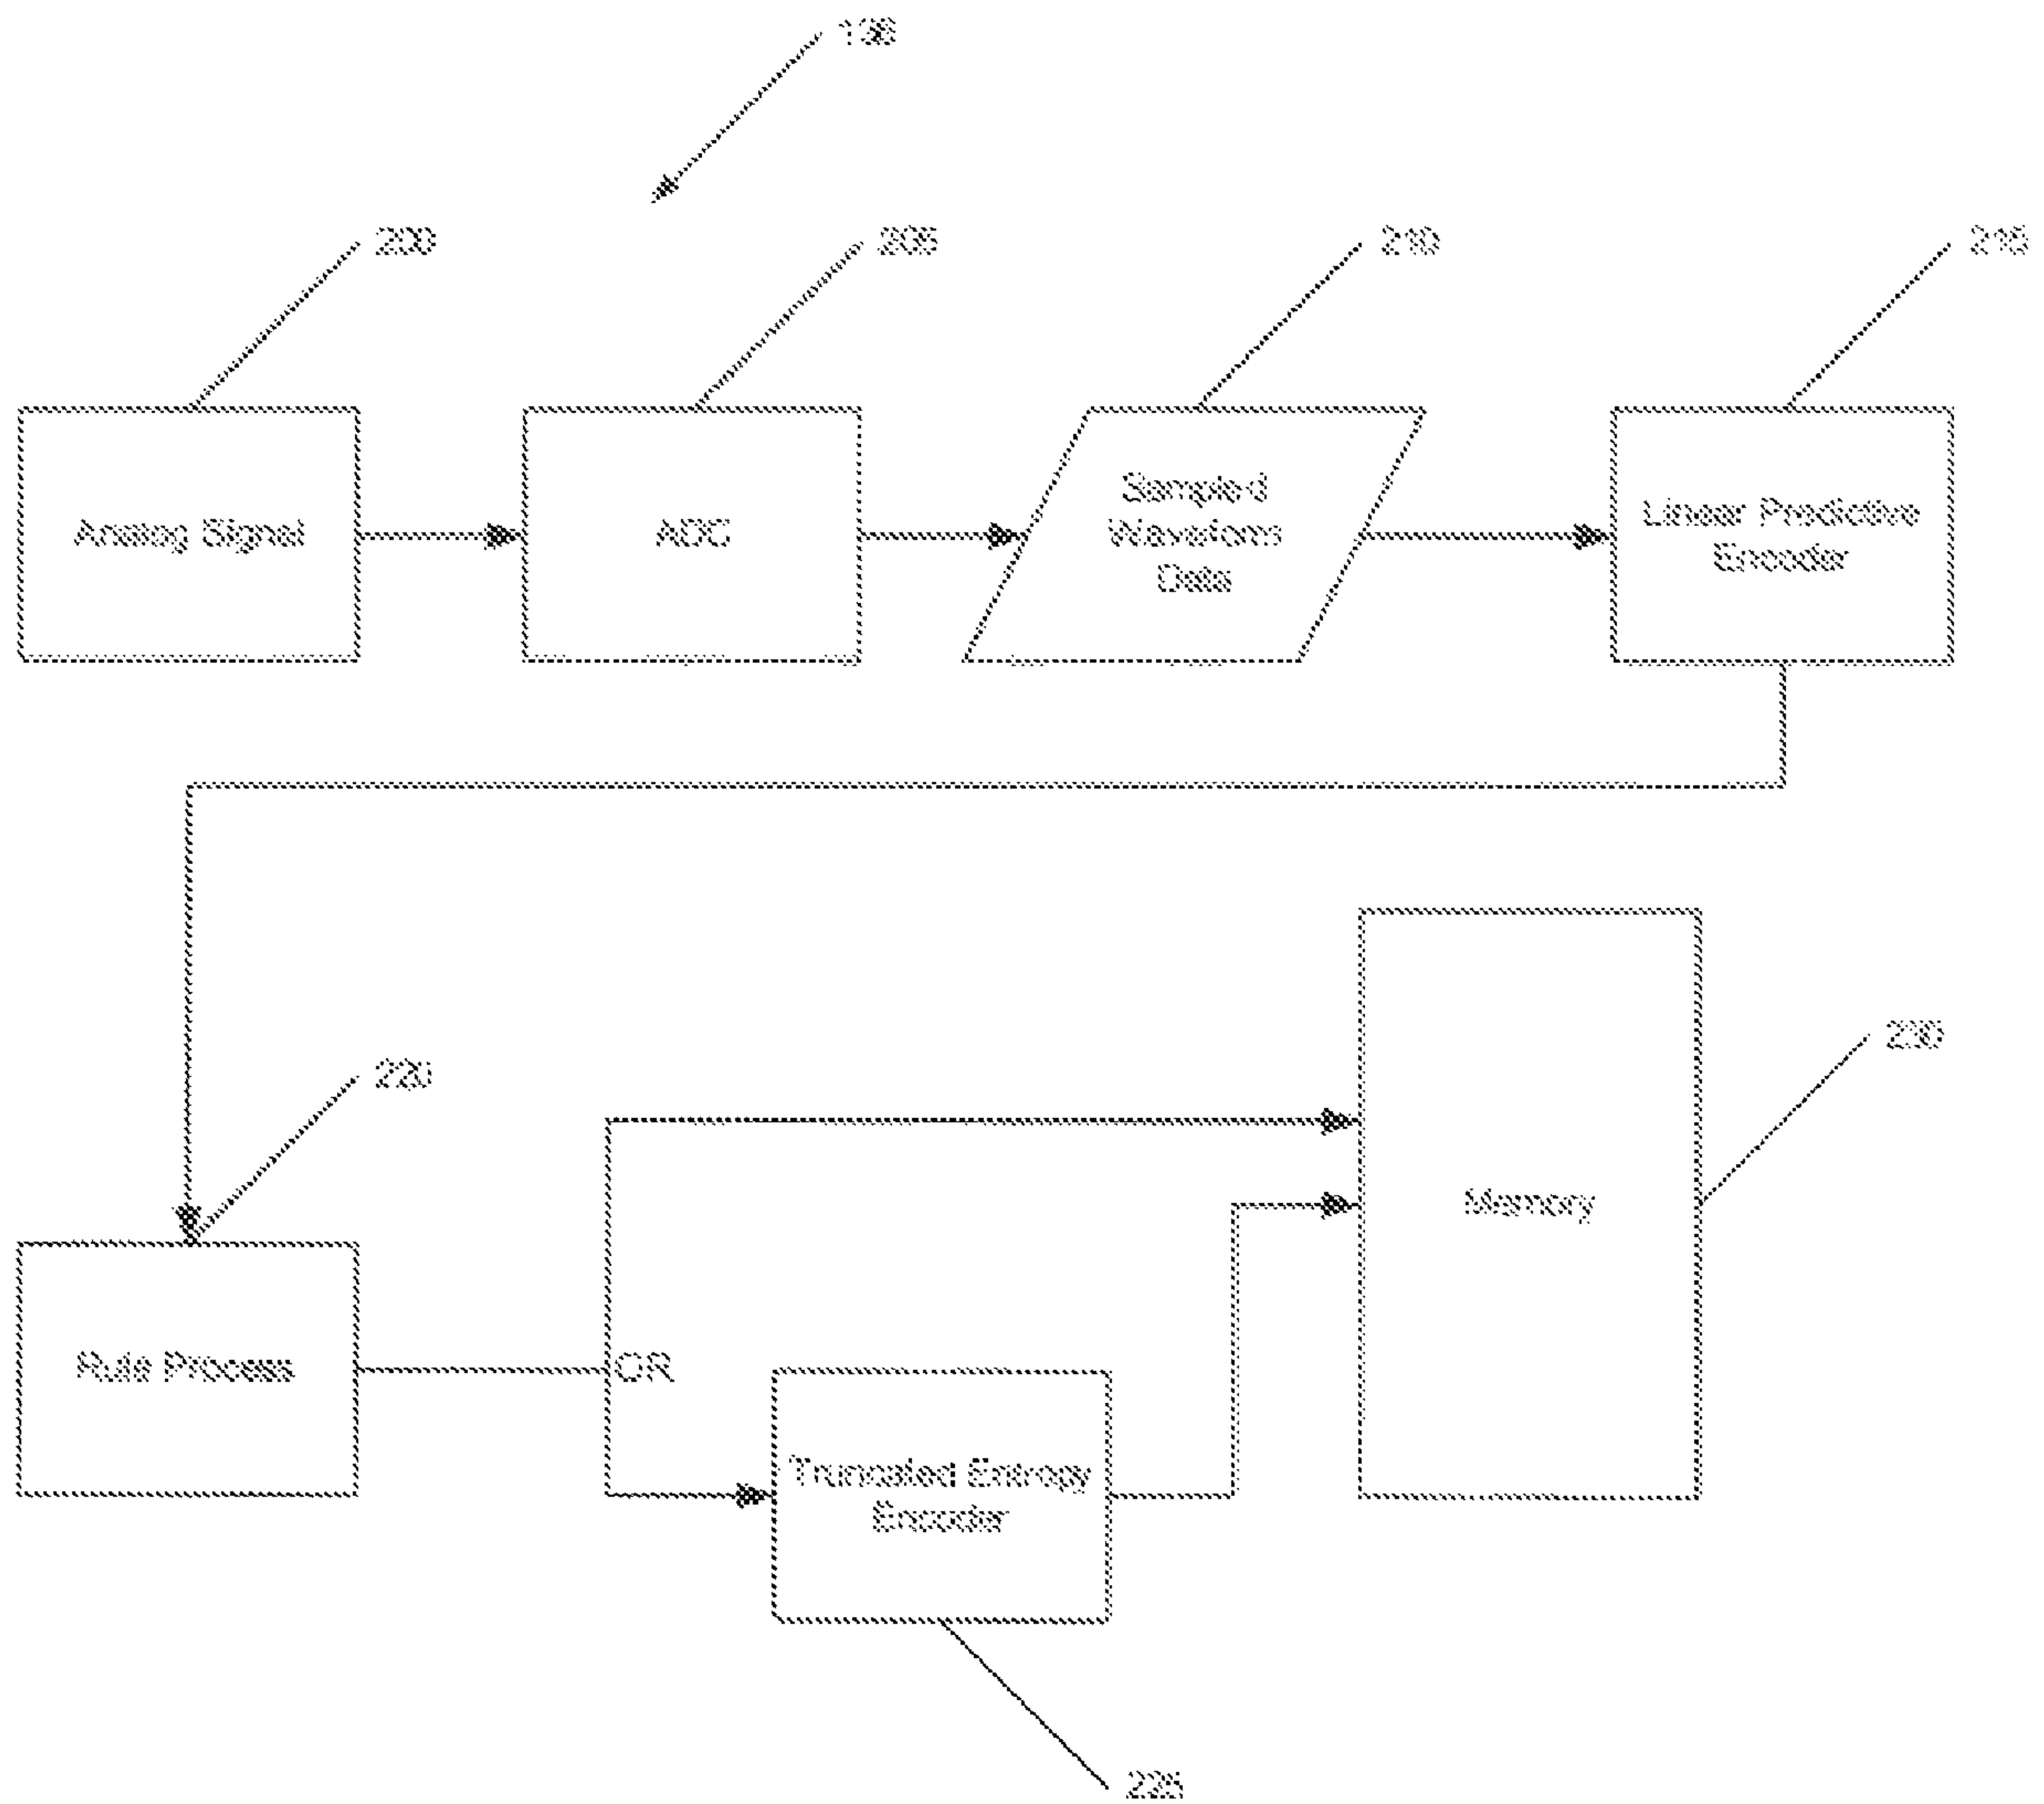 200
205
210
215
Analog Signal
ADC
Sampled
Waveform
Data
Linear Predictive
Encoder
220
230
Memory
Rule Process
OR
Truncated Entropy
Encoder
225